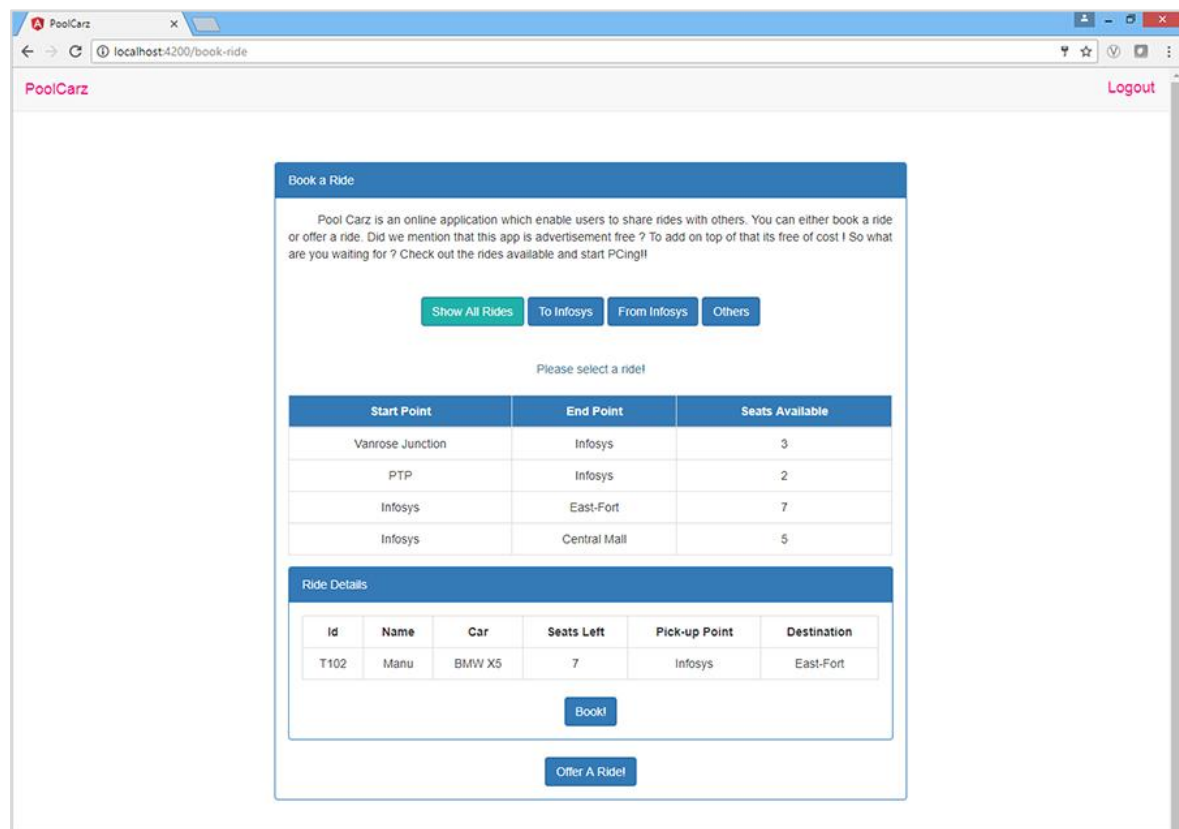 PoolCarz
localhost:4200/book-ride
PoolCarz Logout
Book a Ride
Pool Carz is an online application which enable users to share rides with others. You can either book a ride
or offer a ride. Did we mention that this app is advertisement free ? To add on top of that its free of cost ! So what
are you waiting for ? Check out the rides available and start PCing!!
Show All Rides To Infosys From Infosys Others
Please select a ride!
Start Point End Point Seats Available
Vanrose Junction Infosys 3
PTP Infosys 2
Infosys East-Fort 7
Infosys Central Mall 5
Ride Details
Id Name Car Seats Left Pick-up Point Destination
T102 Manu BMW X5 7 Infosys East-Fort
Book!
Offer A Ride!